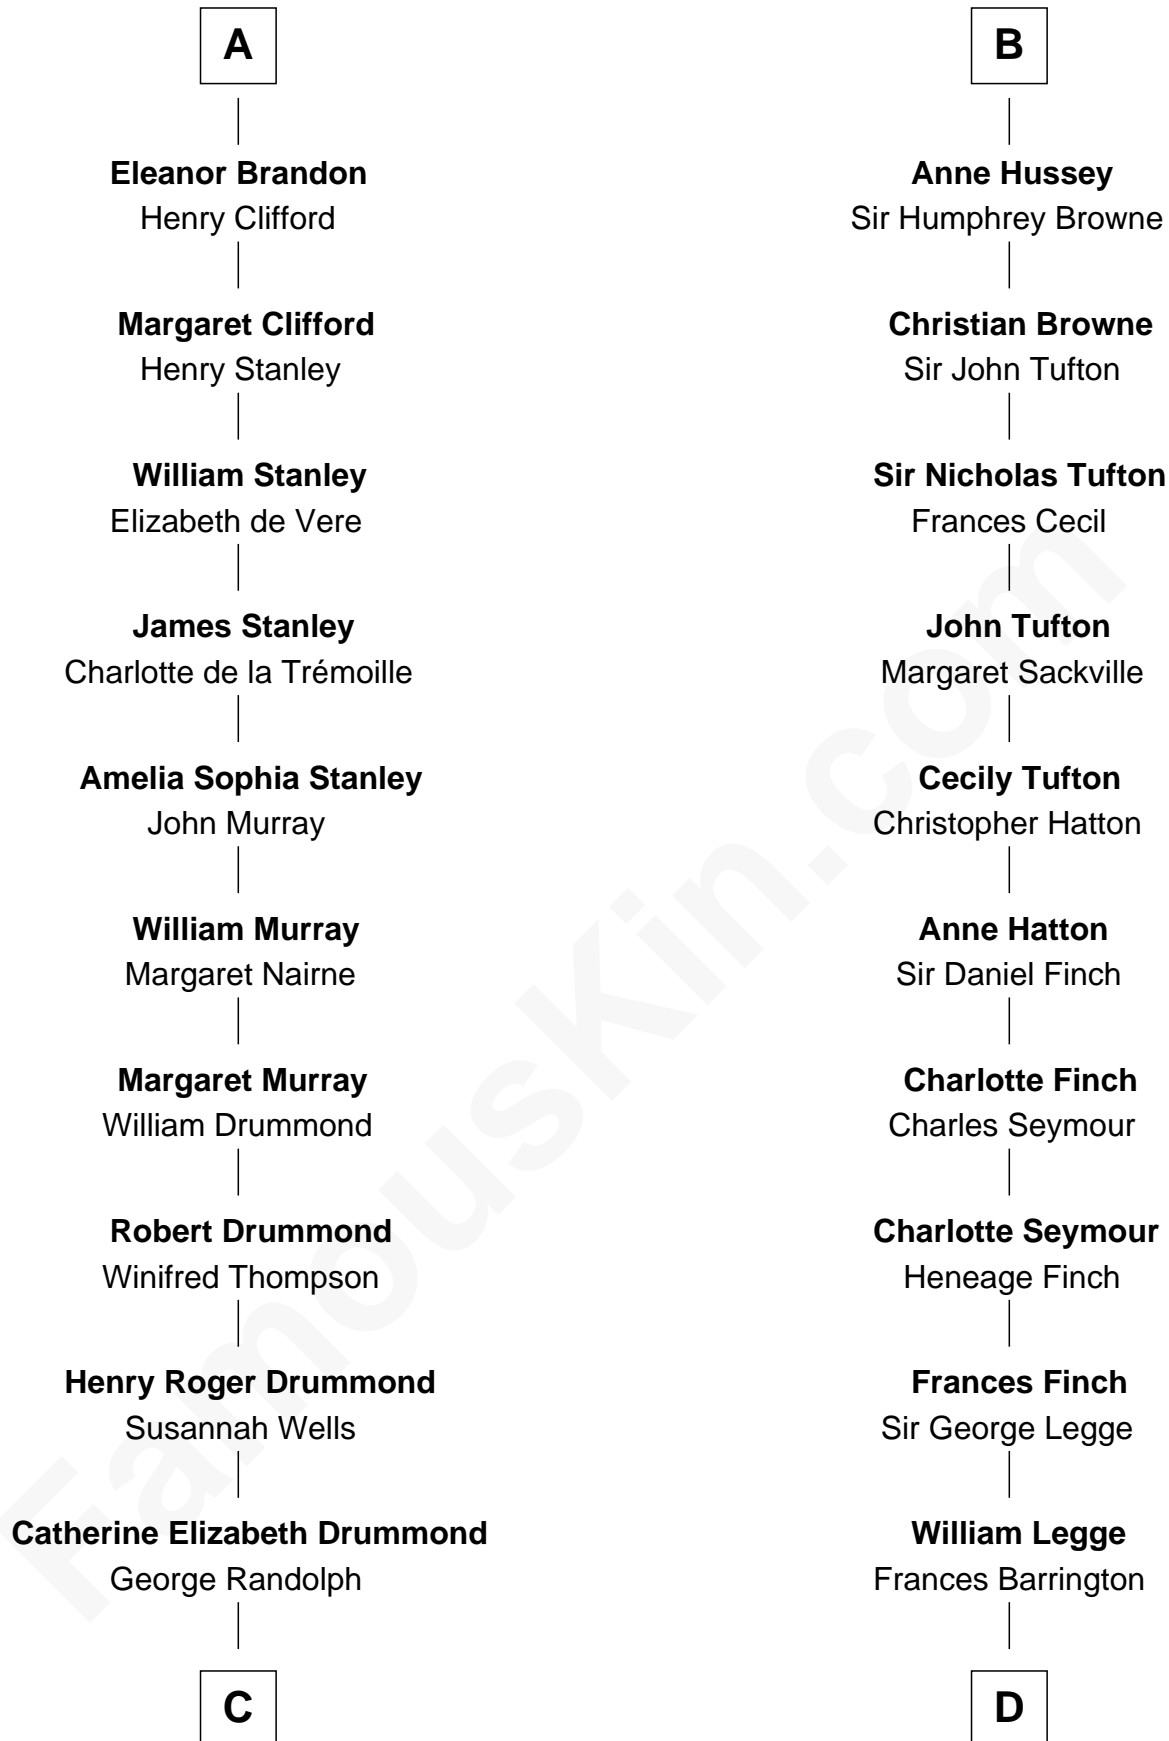 A
Eleanor Brandon
Henry Clifford
Margaret Clifford
Henry Stanley
William Stanley
Elizabeth de Vere
James Stanley
Charlotte de la Trémoille
Amelia Sophia Stanley
John Murray
William Murray
Margaret Nairne
Margaret Murray
William Drummond
Robert Drummond
Winifred Thompson
Henry Roger Drummond
Susannah Wells
Catherine Elizabeth Drummond
George Randolph
C
B
Anne Hussey
Sir Humphrey Browne
Christian Browne
Sir John Tufton
Sir Nicholas Tufton
Frances Cecil
John Tufton
Margaret Sackville
Cecily Tufton
Christopher Hatton
Anne Hatton
Sir Daniel Finch
Charlotte Finch
Charles Seymour
Charlotte Seymour
Heneage Finch
Frances Finch
Sir George Legge
William Legge
Frances Barrington
D
FamousKin.com